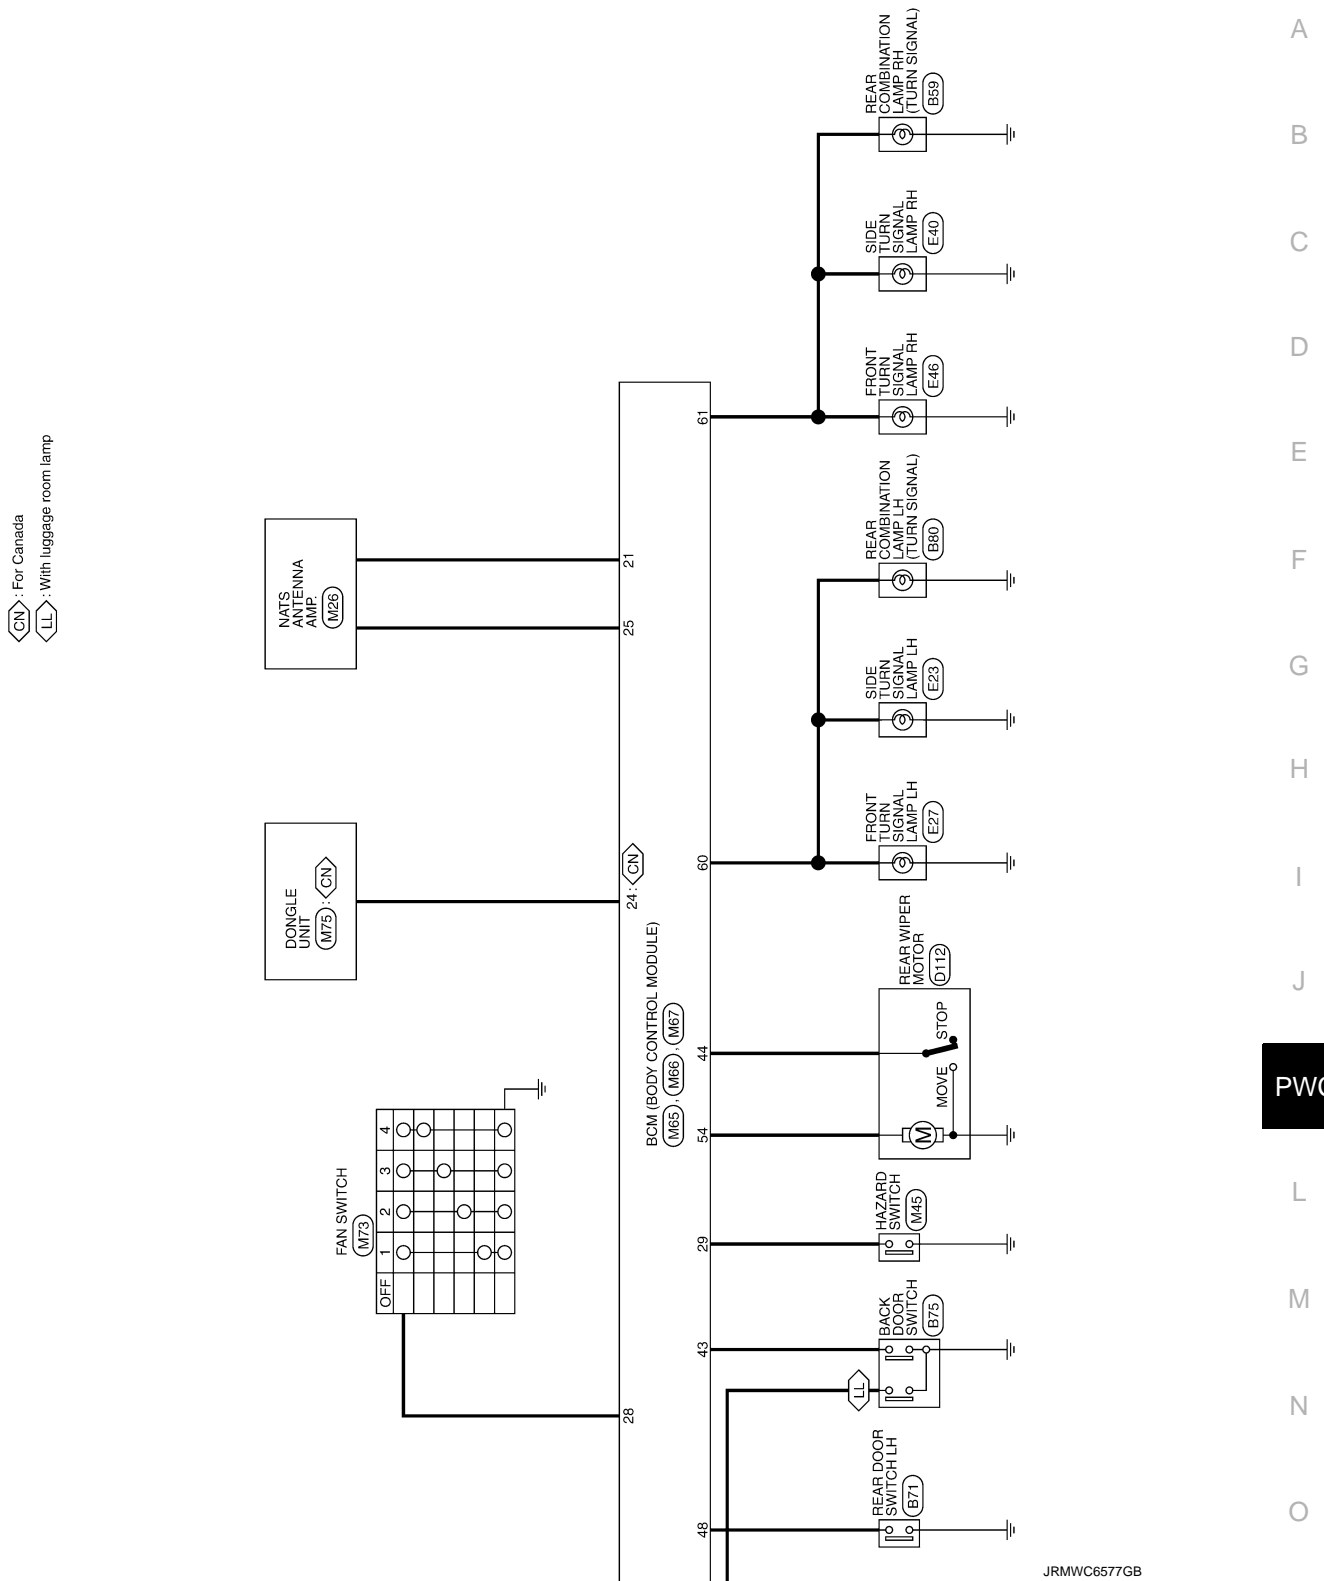 CN : For Canada
LL : With luggage room lamp
NATS
ANTENNA
AMP.
M26
DONGLE
UNIT
M75 : CN
FAN SWITCH
M73
OFF
1
2
3
4
21
25
24 : CN
28
BCM (BODY CONTROL MODULE)
M65 , M66 , M67
61
60
44
54
29
43
48
REAR
COMBINATION
LAMP RH
(TURN SIGNAL)
B59
SIDE
TURN
SIGNAL
LAMP RH
E40
FRONT
TURN
SIGNAL
LAMP RH
E46
REAR
COMBINATION
LAMP LH
(TURN SIGNAL)
B80
SIDE
TURN
SIGNAL
LAMP LH
E23
FRONT
TURN
SIGNAL
LAMP LH
E27
REAR WIPER
MOTOR
D112
STOP
MOVE
M
HAZARD
SWITCH
M45
BACK
DOOR
SWITCH
B75
LL
REAR DOOR
SWITCH LH
B71
JRMWC6577GB
A
B
C
D
E
F
G
H
I
J
PWO
L
M
N
O